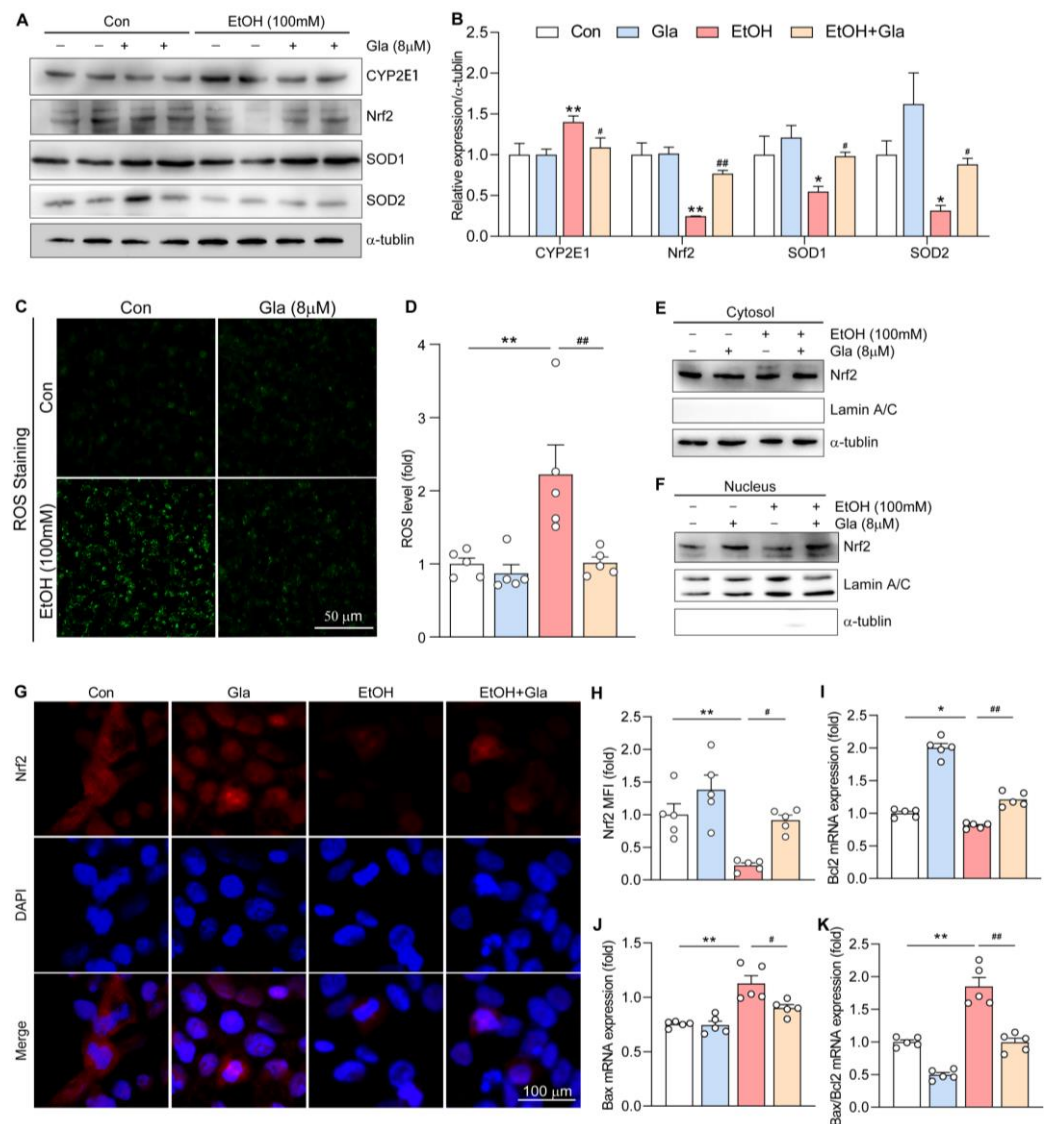 A
Con
EtOH (100mM)
– – + + – – + + Gla (8μM)
CYP2E1
Nrf2
SOD1
SOD2
α-tublin
B
Con Gla EtOH EtOH+Gla
Relative expression/α-tublin
2.5
2.0
1.5
1.0
0.5
0.0
** #
** ##
* #
* #
CYP2E1 Nrf2 SOD1 SOD2
C
Con Gla (8μM)
ROS Staining
Con
EtOH (100mM)
50 μm
D
ROS level (fold)
4
3
2
1
0
** ##
E
Cytosol
– – + + EtOH (100mM)
– + – + Gla (8μM)
Nrf2
Lamin A/C
α-tublin
F
Nucleus
– – + + EtOH (100mM)
– + – + Gla (8μM)
Nrf2
Lamin A/C
α-tublin
G
Con Gla EtOH EtOH+Gla
Nrf2
DAPI
Merge
100 μm
H
Nrf2 MFI (fold)
2.5
2.0
1.5
1.0
0.5
0.0
** #
I
Bcl2 mRNA expression (fold)
2.5
2.0
1.5
1.0
0.5
0.0
* ##
J
Bax mRNA expression (fold)
1.5
1.0
0.5
0.0
** #
K
Bax/Bcl2 mRNA expression (fold)
2.5
2.0
1.5
1.0
0.5
0.0
** ##